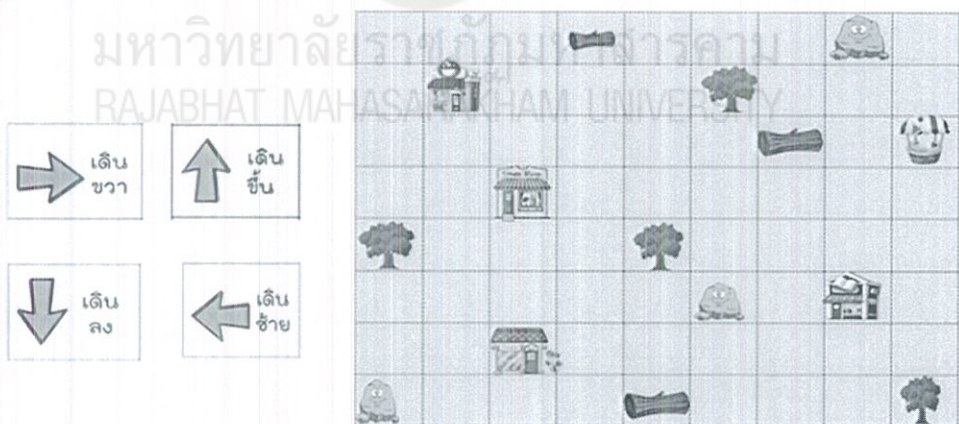 มหาวิทยาลัยราชภัฏมหาสารคาม
RAJABHAT MAHASARAKHAM UNIVERSITY
เดิน
ขวา
เดิน
ขึ้น
เดิน
ลง
เดิน
ซ้าย